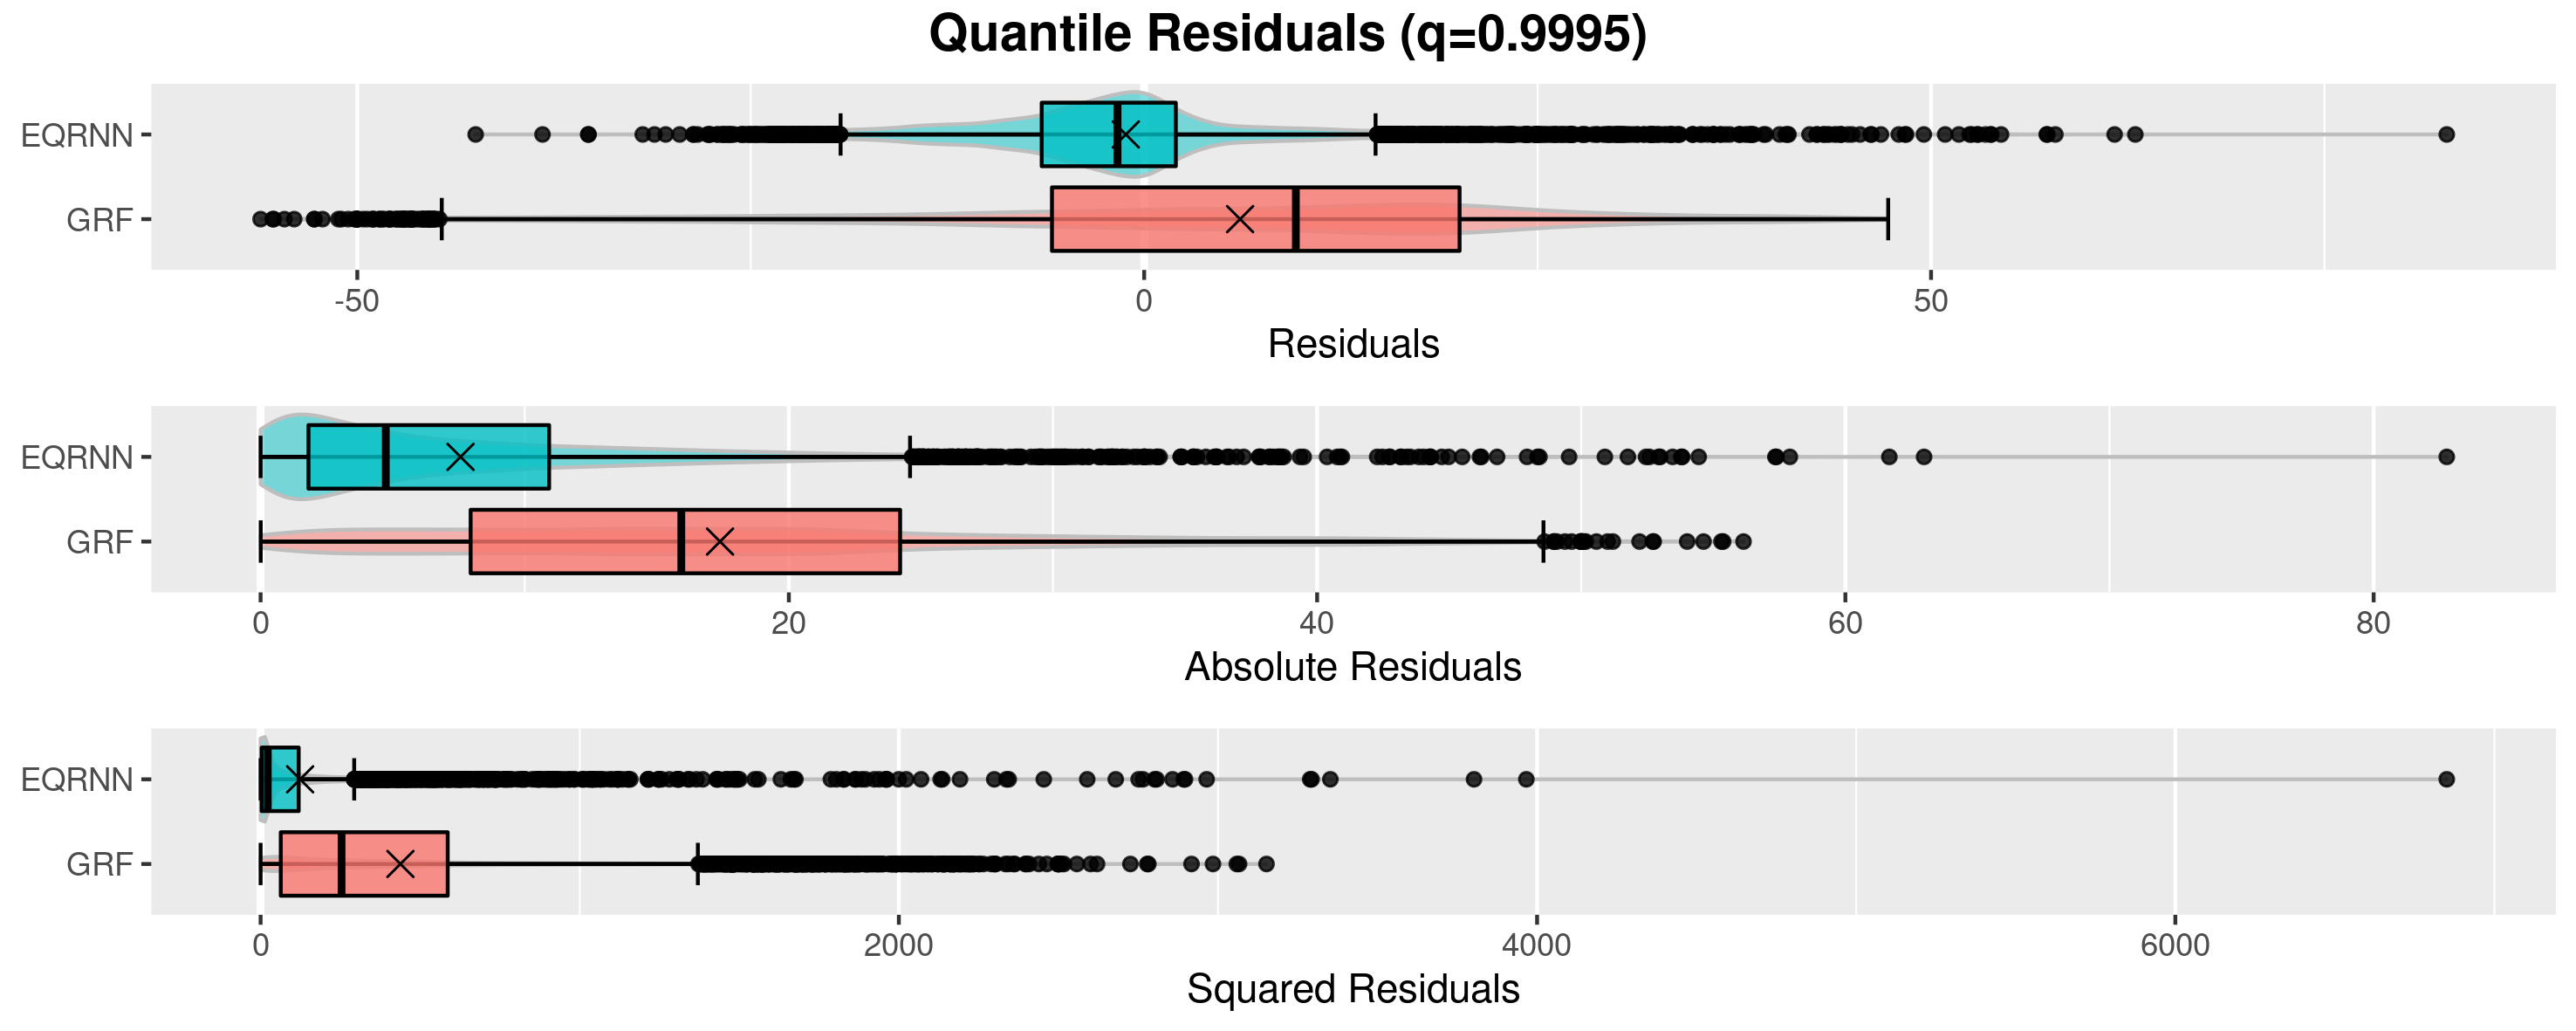 Quantile Residuals (q=0.9995)
EQRNN
GRF
-50 0 50
Residuals
EQRNN
GRF
0 20 40 60 80
Absolute Residuals
EQRNN
GRF
0 2000 4000 6000
Squared Residuals